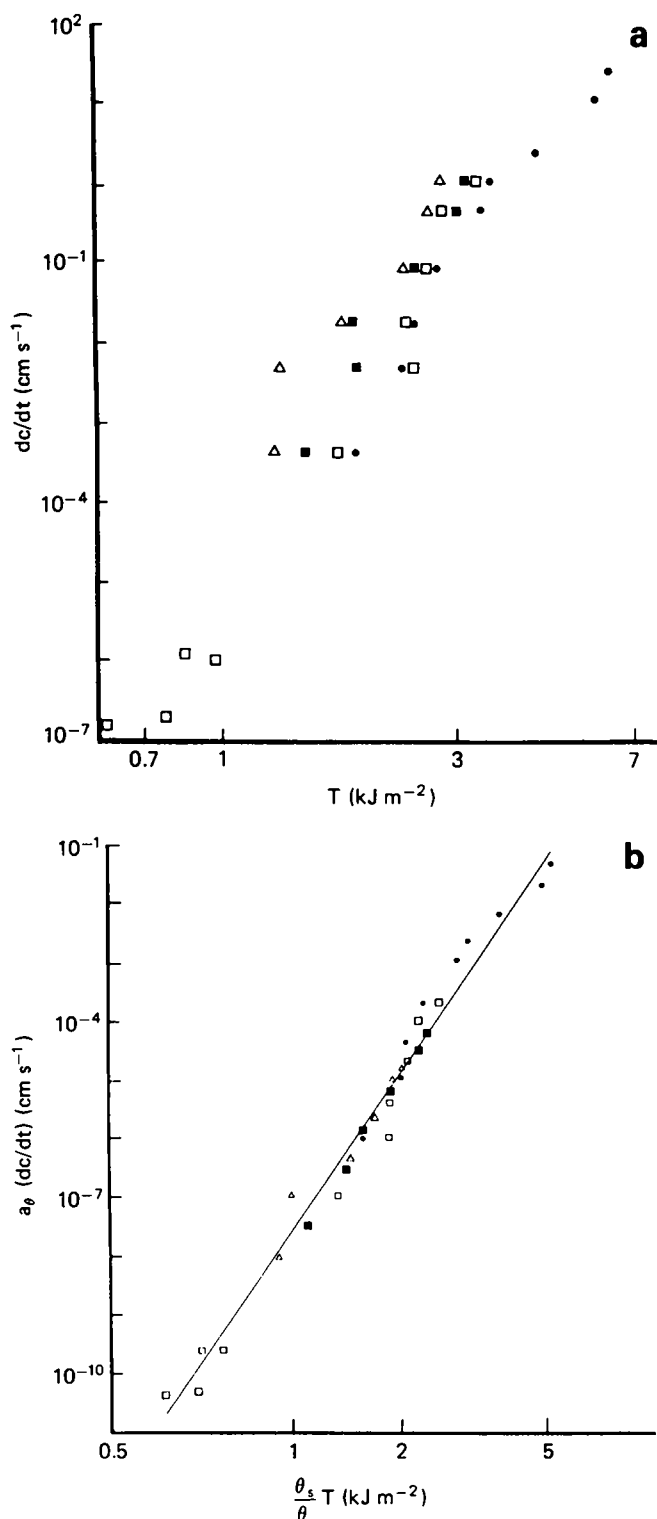 a
10²
10⁻¹
10⁻⁴
10⁻⁷
dc/dt (cm s⁻¹)
0.7 1 3 7
T (kJ m⁻²)
b
10⁻¹
10⁻⁴
10⁻⁷
10⁻¹⁰
a_θ (dc/dt) (cm s⁻¹)
0.5 1 2 5
θₛ/θ T (kJ m⁻²)